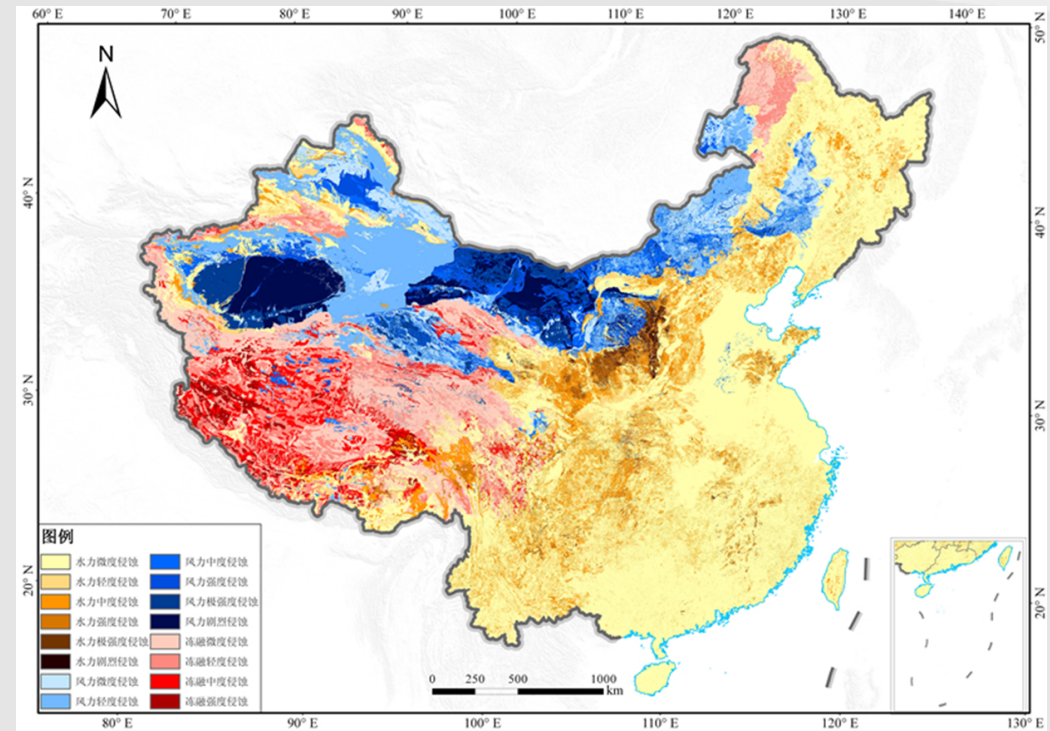 60° E 70° E 80° E 90° E 100° E 110° E 120° E 130° E 140° E
50° N
N
40° N
40° N
30° N
30° N
20° N
20° N
图例
水力微度侵蚀 风力中度侵蚀
水力轻度侵蚀 风力强度侵蚀
水力中度侵蚀 风力极强度侵蚀
水力强度侵蚀 风力剧烈侵蚀
水力极强度侵蚀 冻融微度侵蚀
水力剧烈侵蚀 冻融轻度侵蚀
风力微度侵蚀 冻融中度侵蚀
风力轻度侵蚀 冻融强度侵蚀
0 250 500 1000
km
80° E 90° E 100° E 110° E 120° E 130° E